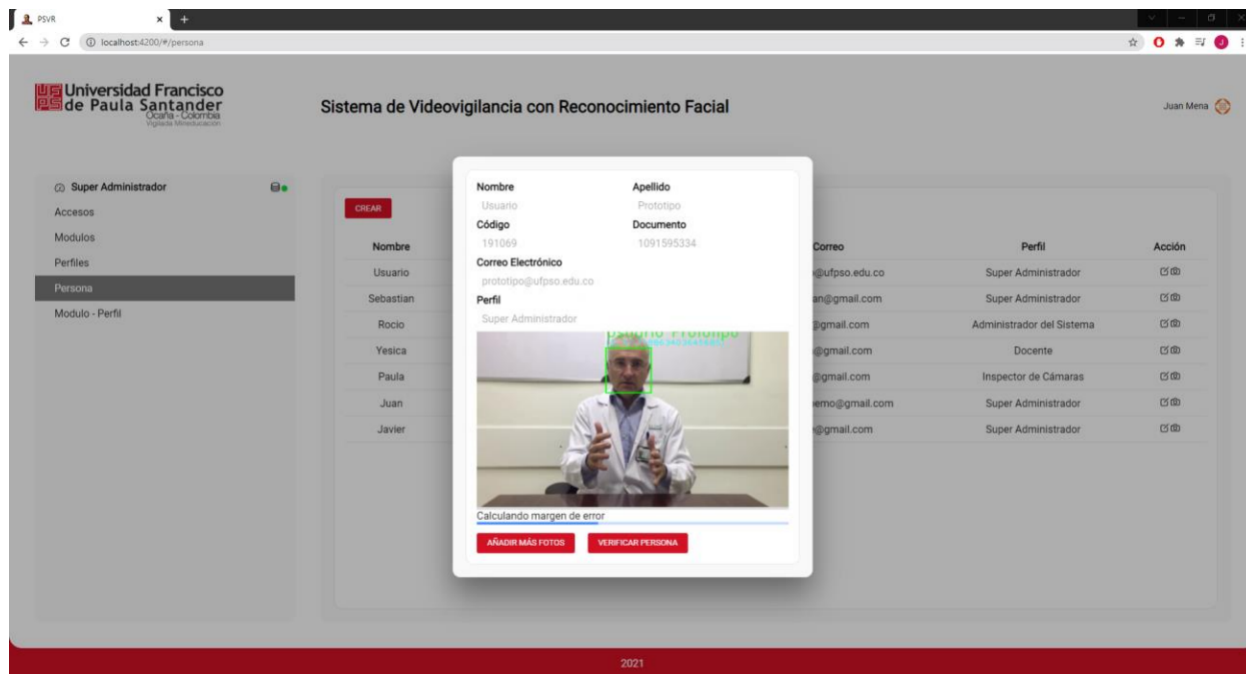 PSVR
localhost:4200/#/persona
Universidad Francisco
de Paula Santander
Ocaña - Colombia
Vigilada Mineducación
Sistema de Videovigilancia con Reconocimiento Facial
Juan Mena
Super Administrador
Accesos
Modulos
Perfiles
Persona
Modulo - Perfil
CREAR
Nombre Correo Perfil Acción
Usuario @ufpso.edu.co Super Administrador
Sebastian an@gmail.com Super Administrador
Rocio @gmail.com Administrador del Sistema
Yesica @gmail.com Docente
Paula @gmail.com Inspector de Cámaras
Juan emo@gmail.com Super Administrador
Javier @gmail.com Super Administrador
Nombre Apellido
Usuario Prototipo
Código Documento
191069 1091595334
Correo Electrónico
prototipo@ufpso.edu.co
Perfil
Super Administrador
Usuario Prototipo
Calculando margen de error
AÑADIR MÁS FOTOS VERIFICAR PERSONA
2021